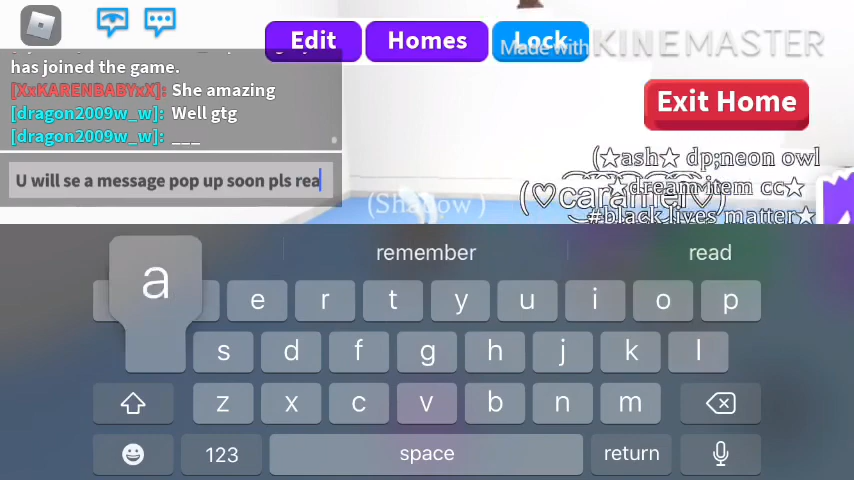 Edit Homes Lock
Made with KINEMASTER
has joined the game.
[XxKARENBABYxX]: She amazing
[dragon2009w_w]: Well gtg
[dragon2009w_w]: ___
Exit Home
U will se a message pop up soon pls rea
(★ash★ dp;neon owl
★dream item cc★
(♡caramel♡)
#black lives matter★
(Shadow )
remember read
a
e r t y u i o p
s d f g h j k l
z x c v b n m
123 space return